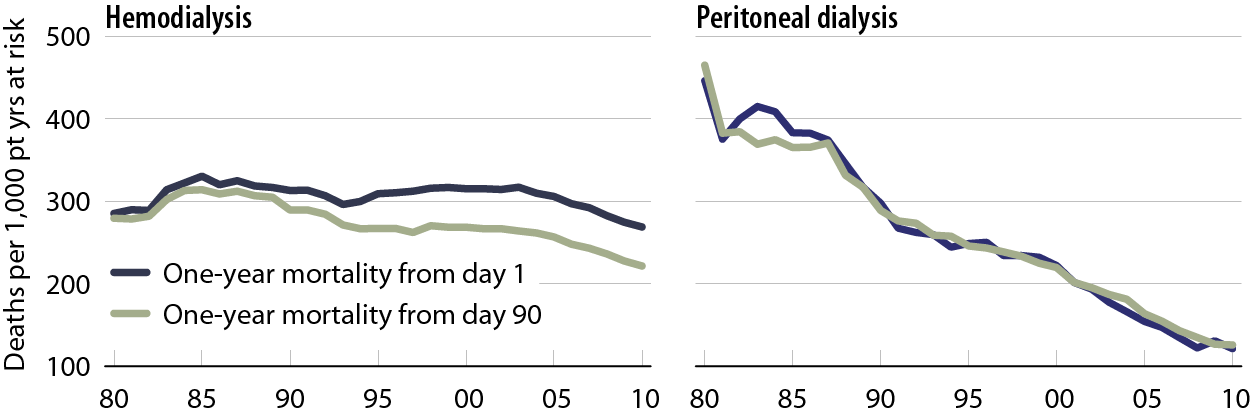 Hemodialysis
Peritoneal dialysis
Deaths per 1,000 pt yrs at risk
500
400
300
200
100
One-year mortality from day 1
One-year mortality from day 90
80 85 90 95 00 05 10
80 85 90 95 00 05 10